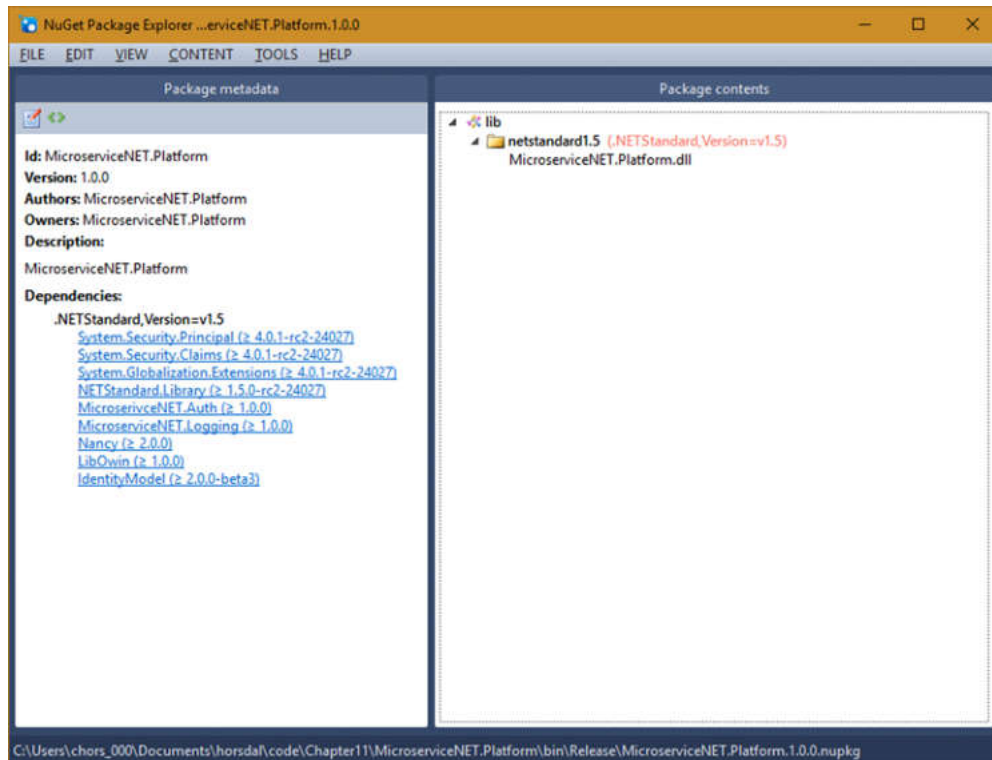 NuGet Package Explorer ...erviceNET.Platform.1.0.0
FILE EDIT VIEW CONTENT TOOLS HELP
Package metadata
Id: MicroserviceNET.Platform
Version: 1.0.0
Authors: MicroserviceNET.Platform
Owners: MicroserviceNET.Platform
Description:
MicroserviceNET.Platform
Dependencies:
.NETStandard,Version=v1.5
System.Security.Principal (≥ 4.0.1-rc2-24027)
System.Security.Claims (≥ 4.0.1-rc2-24027)
System.Globalization.Extensions (≥ 4.0.1-rc2-24027)
NETStandard.Library (≥ 1.5.0-rc2-24027)
MicroserivceNET.Auth (≥ 1.0.0)
MicroserviceNET.Logging (≥ 1.0.0)
Nancy (≥ 2.0.0)
LibOwin (≥ 1.0.0)
IdentityModel (≥ 2.0.0-beta3)
Package contents
lib
netstandard1.5 (.NETStandard,Version=v1.5)
MicroserviceNET.Platform.dll
C:\Users\chors_000\Documents\horsdal\code\Chapter11\MicroserviceNET.Platform\bin\Release\MicroserviceNET.Platform.1.0.0.nupkg